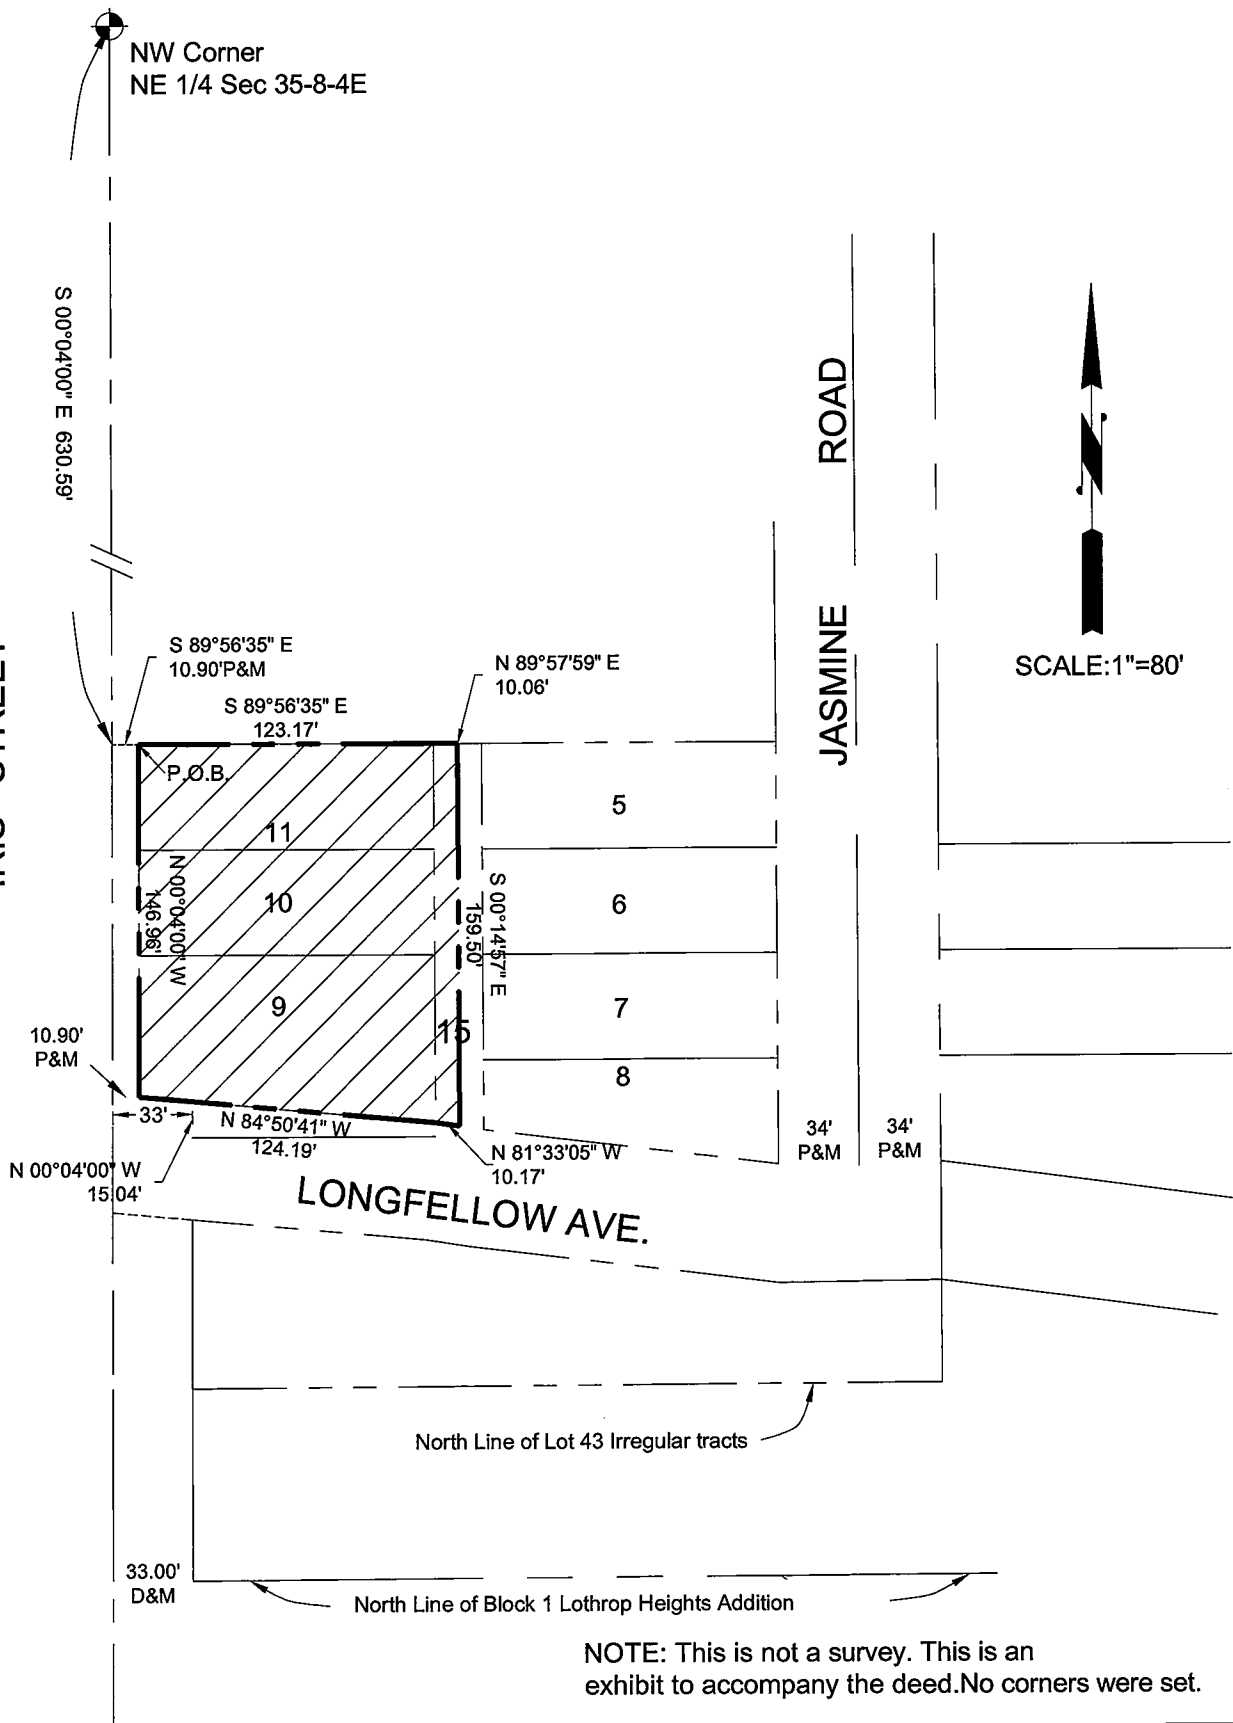 NW Corner
NE 1/4 Sec 35-8-4E
S 00°04'00" E 630.59'
JASMINE ROAD
SCALE:1"=80'
S 89°56'35" E
10.90'P&M
N 89°57'59" E
10.06'
S 89°56'35" E
123.17'
P.O.B.
11
10
9
15
N 00°04'00" W
146.96'
S 00°14'57" E
159.50'
5
6
7
8
10.90'
P&M
33'
N 84°50'41" W
124.19'
N 81°33'05" W
10.17'
34'
P&M
34'
P&M
N 00°04'00" W
15.04'
LONGFELLOW AVE.
North Line of Lot 43 Irregular tracts
33.00'
D&M
North Line of Block 1 Lothrop Heights Addition
NOTE: This is not a survey. This is an
exhibit to accompany the deed.No corners were set.